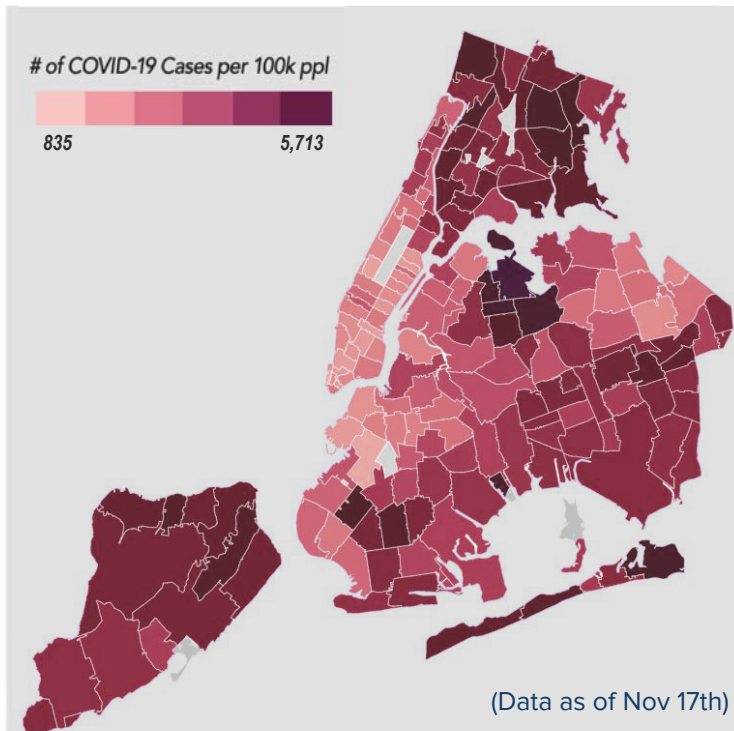 # of COVID-19 Cases per 100k ppl
835 5,713
(Data as of Nov 17th)